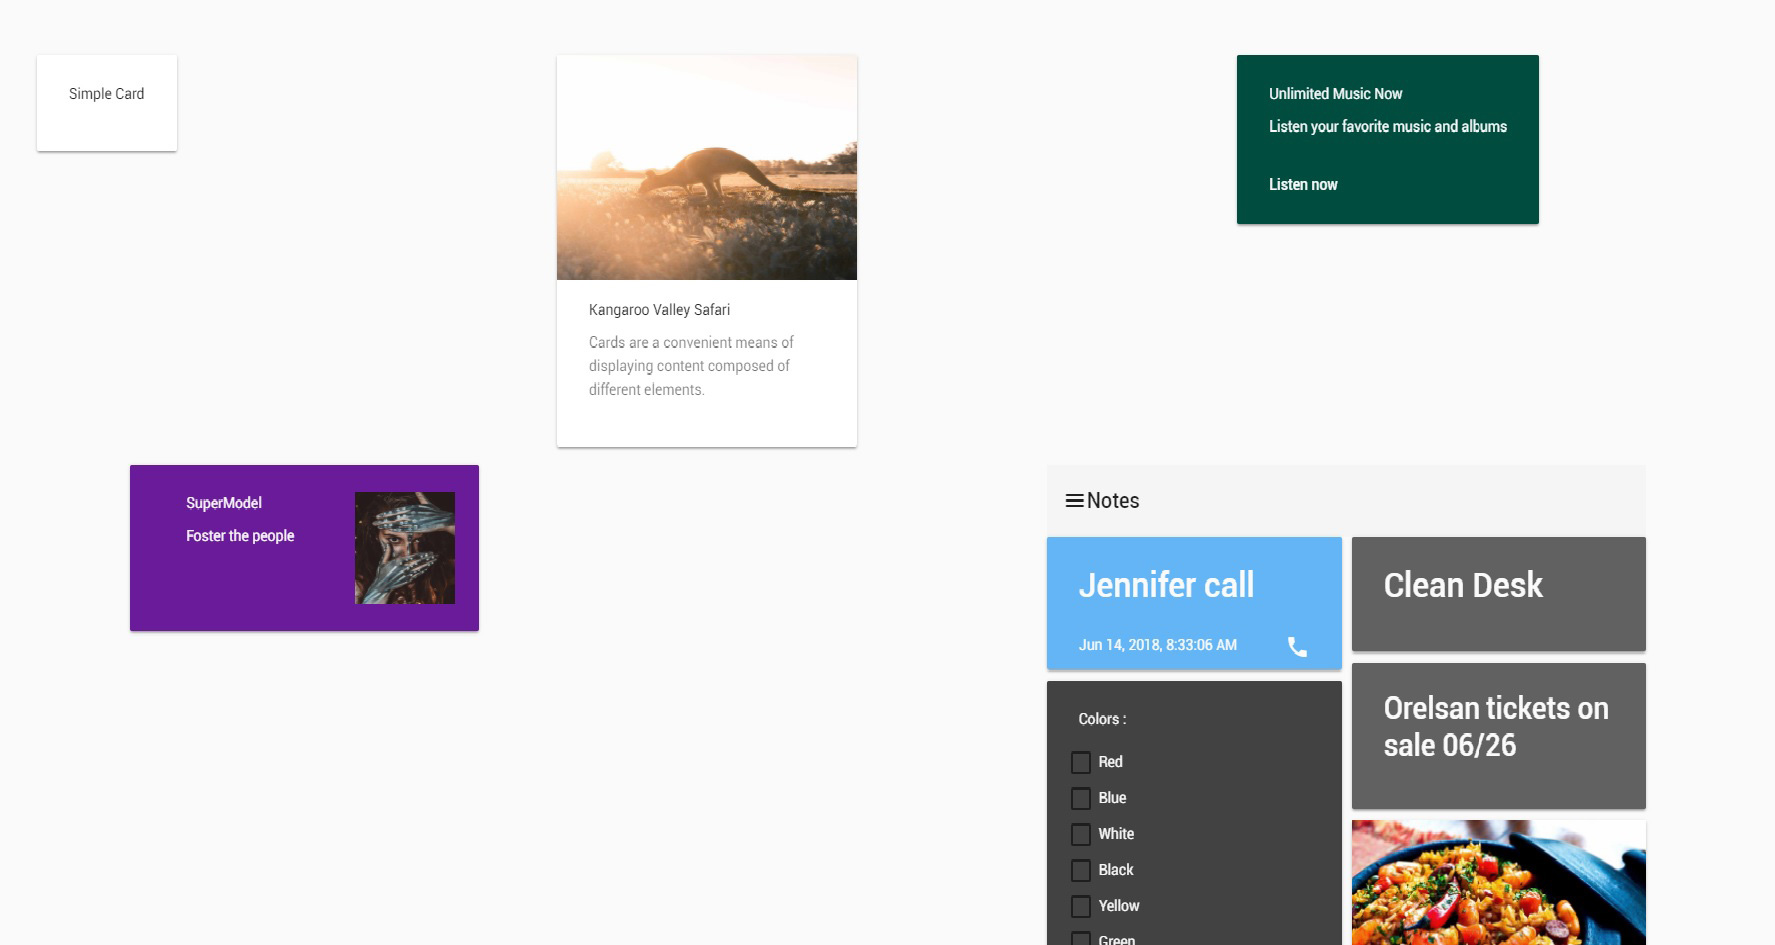 Simple Card
Kangaroo Valley Safari
Cards are a convenient means of
displaying content composed of
different elements.
Unlimited Music Now
Listen your favorite music and albums
Listen now
SuperModel
Foster the people
Notes
Jennifer call
Jun 14, 2018, 8:33:06 AM
Clean Desk
Colors :
Red
Blue
White
Black
Yellow
Green
Orelsan tickets on
sale 06/26